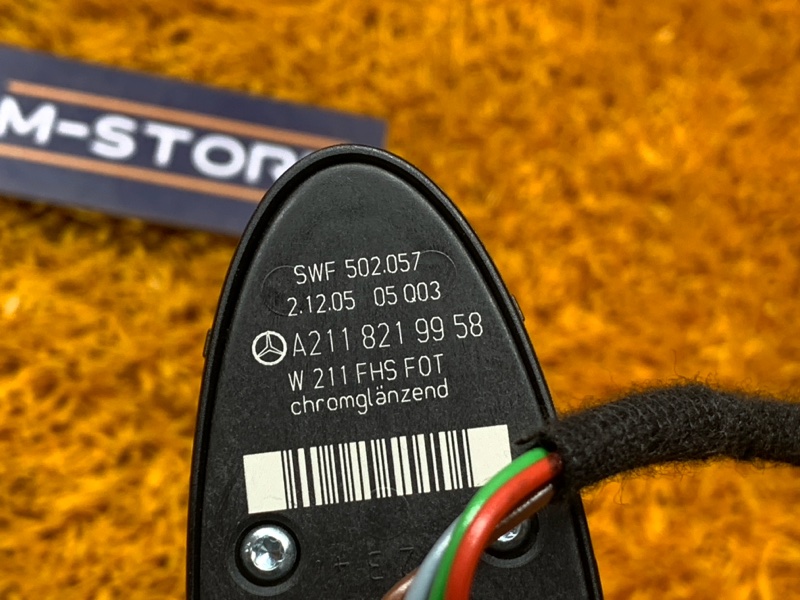 M-STOR
SWF 502.057
2.12.05 05 Q03
A211 821 99 58
W 211 FHS FOT
chromglänzend